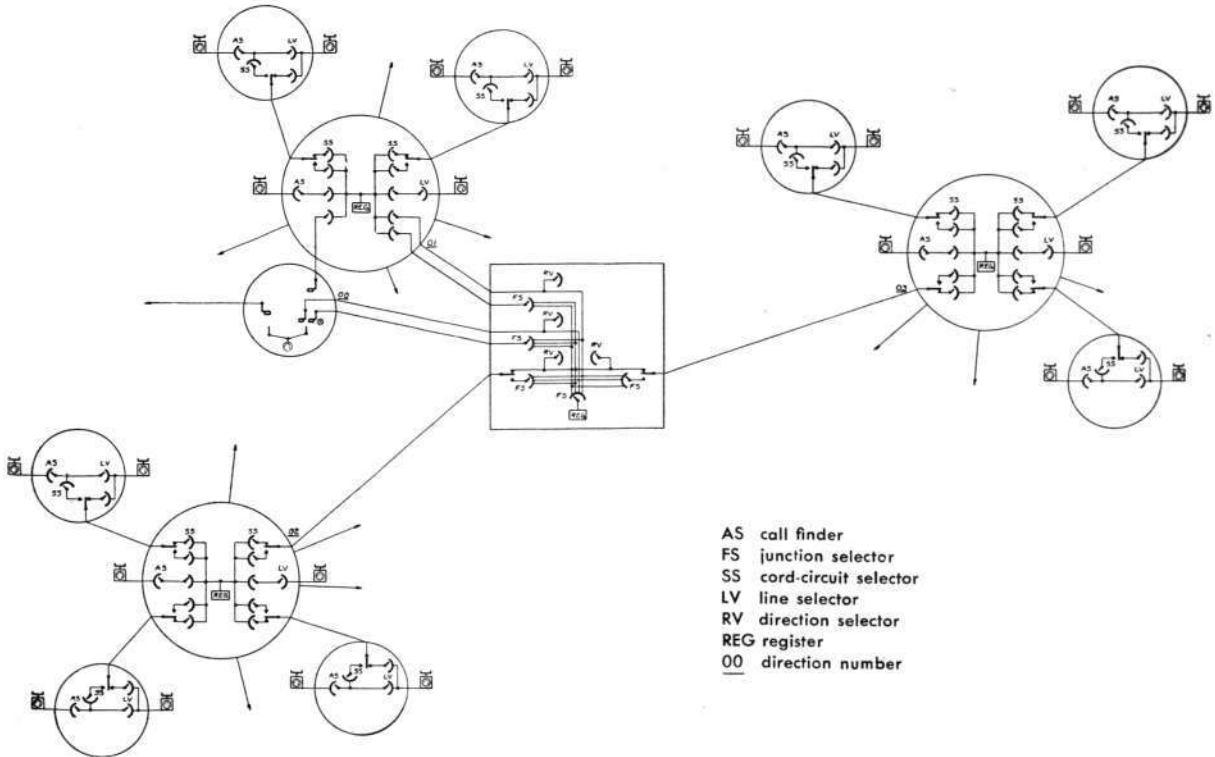 AS LV
SS
AS LV
SS
SS SS
AS LV
REG
01
00
RV
FS
RV
FS
RV RV
FS FS
FS
REG
AS LV
SS
AS LV
SS
SS SS
AS LV
REG
03
SS
AS LV
AS LV
SS
02
SS SS
AS LV
REG
SS
AS LV
SS
AS LV
AS call finder
FS junction selector
SS cord-circuit selector
LV line selector
RV direction selector
REG register
00 direction number